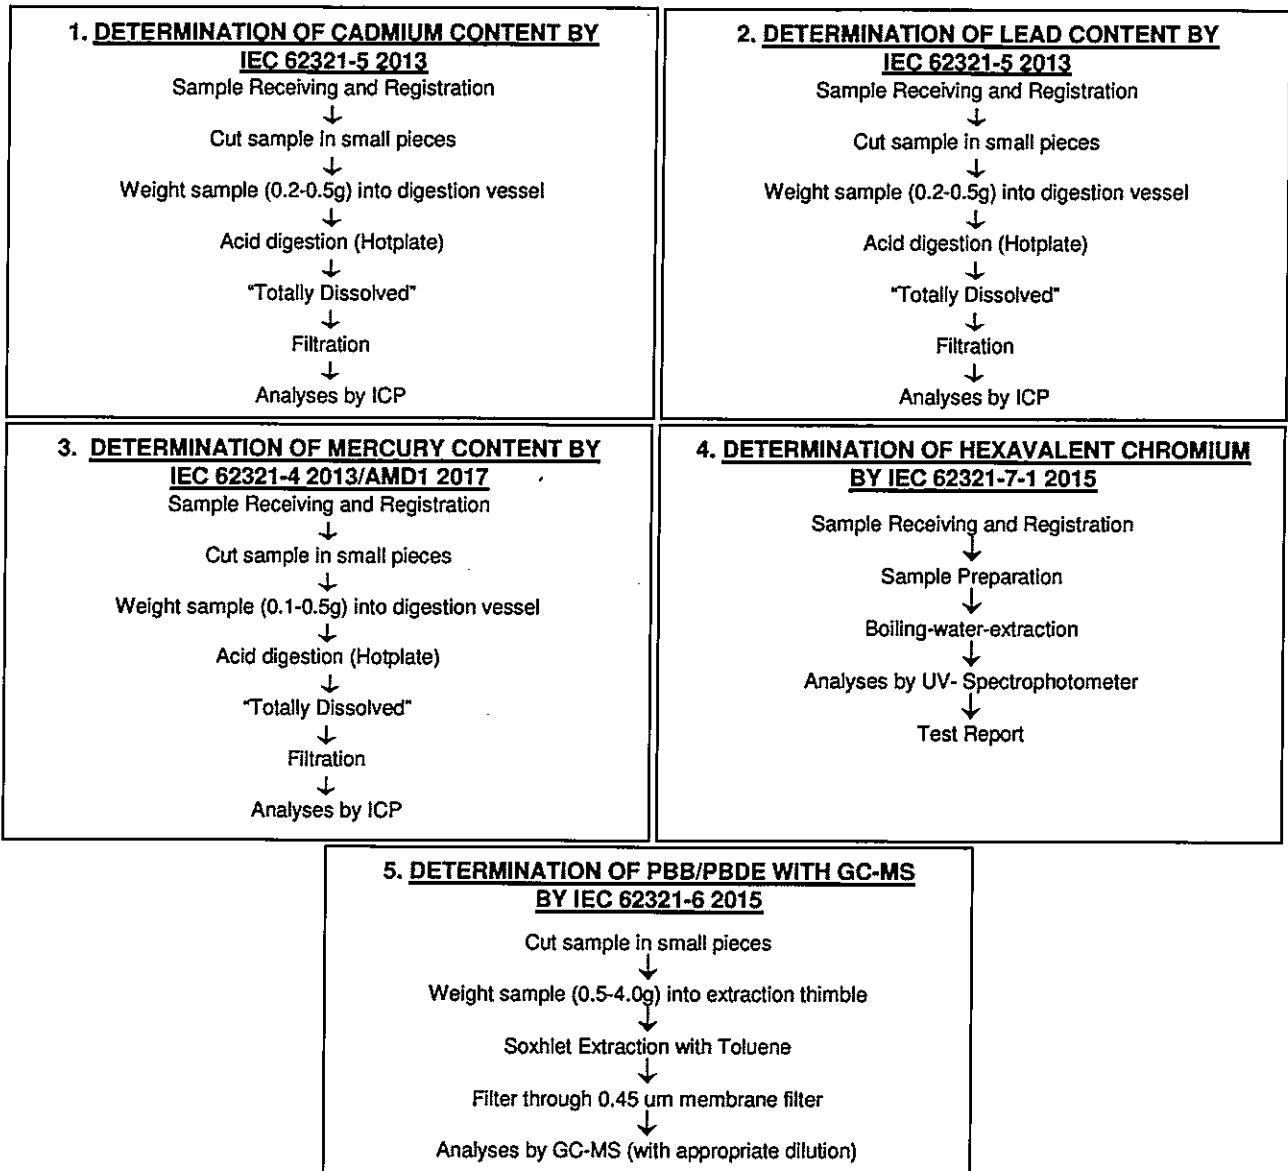 1. DETERMINATION OF CADMIUM CONTENT BY
IEC 62321-5 2013
Sample Receiving and Registration
↓
Cut sample in small pieces
↓
Weight sample (0.2-0.5g) into digestion vessel
↓
Acid digestion (Hotplate)
↓
"Totally Dissolved"
↓
Filtration
↓
Analyses by ICP
2. DETERMINATION OF LEAD CONTENT BY
IEC 62321-5 2013
Sample Receiving and Registration
↓
Cut sample in small pieces
↓
Weight sample (0.2-0.5g) into digestion vessel
↓
Acid digestion (Hotplate)
↓
"Totally Dissolved"
↓
Filtration
↓
Analyses by ICP
3. DETERMINATION OF MERCURY CONTENT BY
IEC 62321-4 2013/AMD1 2017
Sample Receiving and Registration
↓
Cut sample in small pieces
↓
Weight sample (0.1-0.5g) into digestion vessel
↓
Acid digestion (Hotplate)
↓
"Totally Dissolved"
↓
Filtration
↓
Analyses by ICP
4. DETERMINATION OF HEXAVALENT CHROMIUM
BY IEC 62321-7-1 2015
Sample Receiving and Registration
↓
Sample Preparation
↓
Boiling-water-extraction
↓
Analyses by UV- Spectrophotometer
↓
Test Report
5. DETERMINATION OF PBB/PBDE WITH GC-MS
BY IEC 62321-6 2015
Cut sample in small pieces
↓
Weight sample (0.5-4.0g) into extraction thimble
↓
Soxhlet Extraction with Toluene
↓
Filter through 0.45 um membrane filter
↓
Analyses by GC-MS (with appropriate dilution)